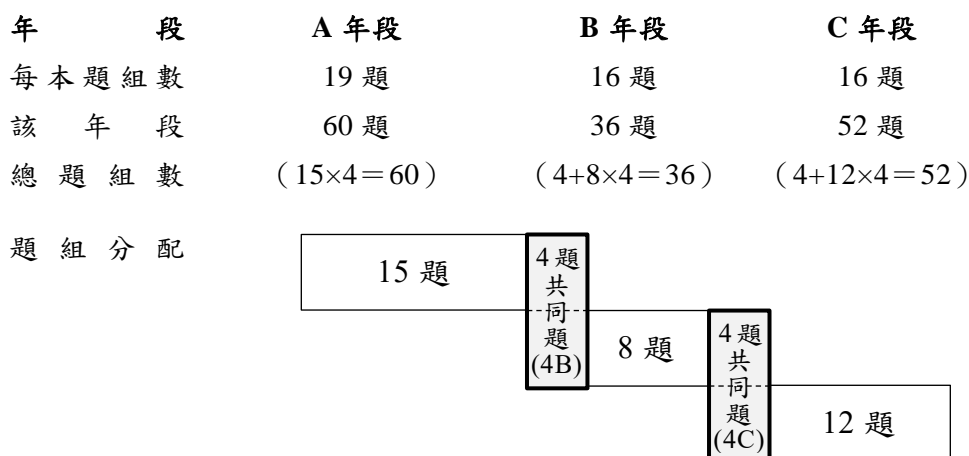 年段 A 年段 B 年段 C 年段
每本題組數 19 題 16 題 16 題
該年段 60 題 36 題 52 題
總題組數 （15×4＝60） （4+8×4＝36） （4+12×4＝52）
題組分配
15 題
4 題
共
同
題
(4B)
8 題
4 題
共
同
題
(4C)
12 題